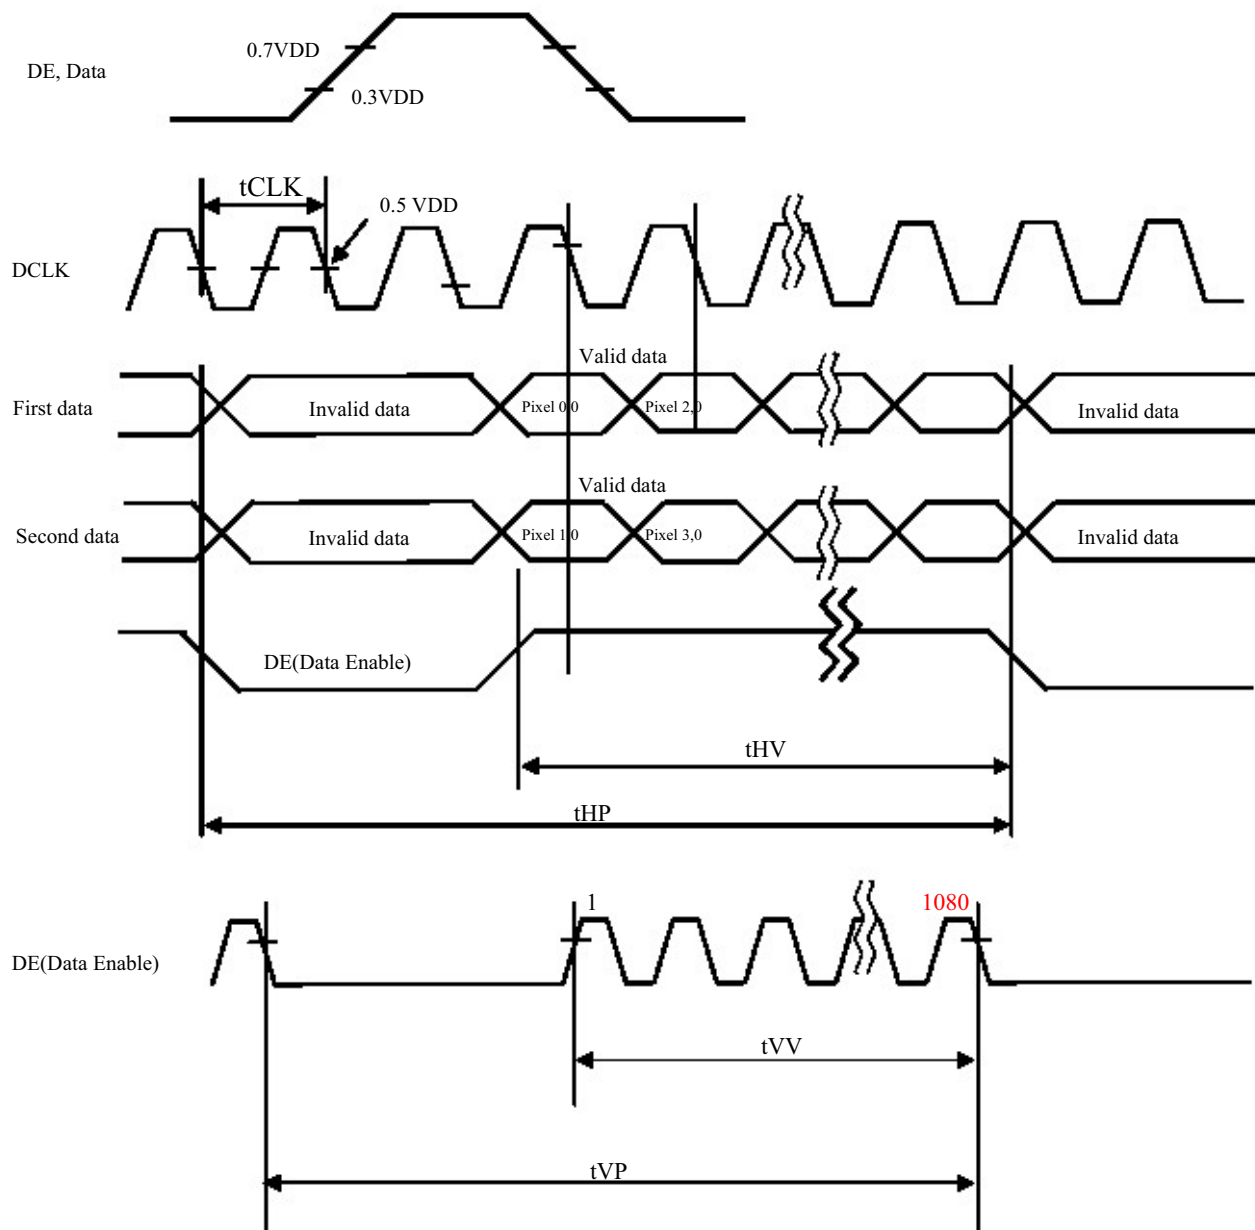 0.7VDD
DE, Data
0.3VDD
tCLK
0.5 VDD
DCLK
Valid data
First data
Invalid data
Pixel 0,0
Pixel 2,0
Invalid data
Valid data
Second data
Invalid data
Pixel 1,0
Pixel 3,0
Invalid data
DE(Data Enable)
tHV
tHP
1
1080
DE(Data Enable)
tVV
tVP